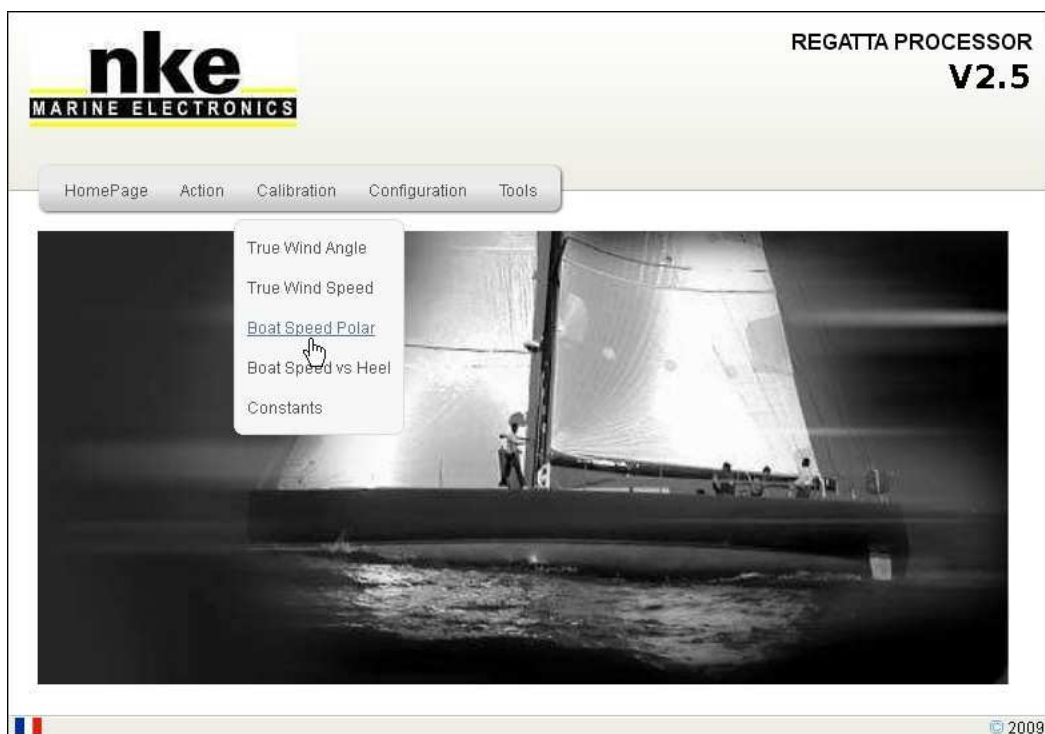 nke
MARINE ELECTRONICS
REGATTA PROCESSOR
V2.5
HomePage Action Calibration Configuration Tools
True Wind Angle
True Wind Speed
Boat Speed Polar
Boat Speed vs Heel
Constants
© 2009